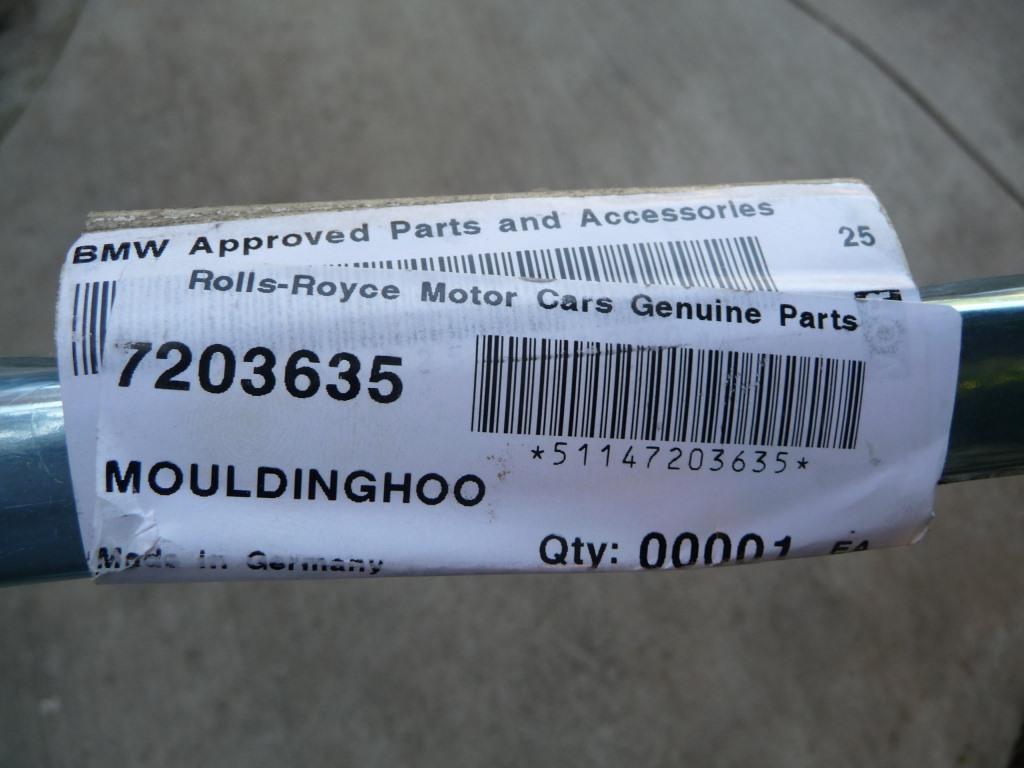 BMW Approved Parts and Accessories
25
Rolls-Royce Motor Cars Genuine Parts
7203635
*51147203635*
MOULDINGHOO
Made in Germany
Qty: 00001 EA